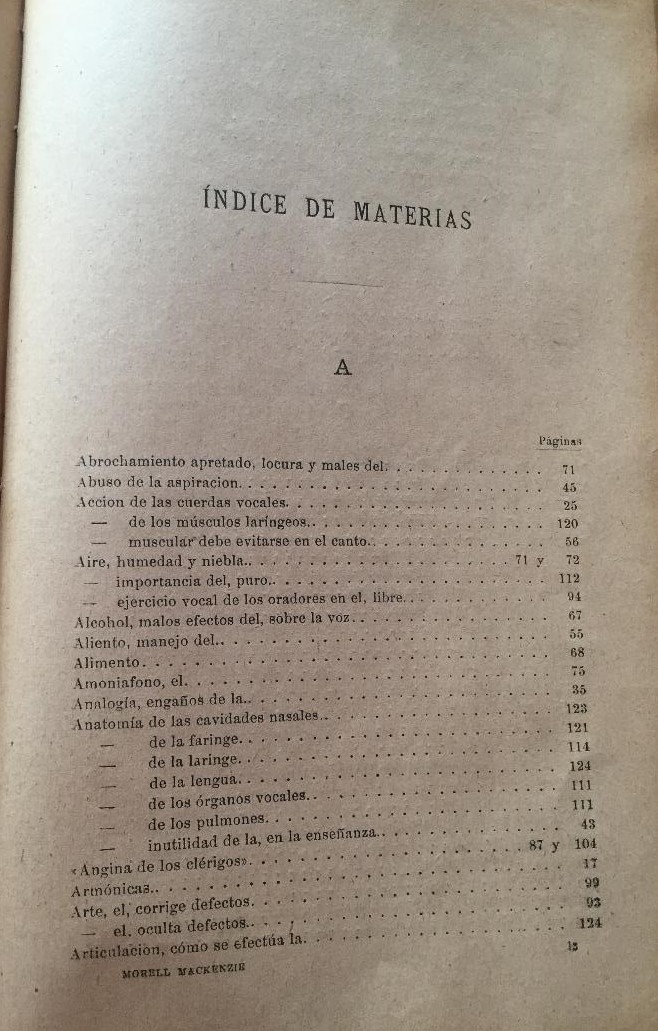 ÍNDICE DE MATERIAS
A
Páginas
Abrochamiento apretado, locura y males del. . . . . . . . . . . . . 71
Abuso de la aspiracion. . . . . . . . . . . . . . . . . . . . . . . 45
Accion de las cuerdas vocales. . . . . . . . . . . . . . . . . . . . 25
— de los músculos laríngeos. . . . . . . . . . . . . . . . . . 120
— muscular debe evitarse en el canto. . . . . . . . . . . . . . 56
Aire, humedad y niebla. . . . . . . . . . . . . . . . . . . . 71 y 72
— importancia del, puro. . . . . . . . . . . . . . . . . . . . . 112
— ejercicio vocal de los oradores en el, libre. . . . . . . . . . 94
Alcohol, malos efectos del, sobre la voz. . . . . . . . . . . . . . 67
Aliento, manejo del. . . . . . . . . . . . . . . . . . . . . . . . 55
Alimento. . . . . . . . . . . . . . . . . . . . . . . . . . . . . . 68
Amoniafono, el. . . . . . . . . . . . . . . . . . . . . . . . . . . 75
Analogía, engaños de la. . . . . . . . . . . . . . . . . . . . . . 35
Anatomía de las cavidades nasales. . . . . . . . . . . . . . . . . 123
— de la faringe. . . . . . . . . . . . . . . . . . . . . . . . 121
— de la laringe. . . . . . . . . . . . . . . . . . . . . . . . 114
— de la lengua. . . . . . . . . . . . . . . . . . . . . . . . . 124
— de los órganos vocales. . . . . . . . . . . . . . . . . . . . 111
— de los pulmones. . . . . . . . . . . . . . . . . . . . . . . 111
— inutilidad de la, en la enseñanza. . . . . . . . . . . . . . . 43
«Angina de los clérigos». . . . . . . . . . . . . . . . . . . 87 y 104
Armónicas. . . . . . . . . . . . . . . . . . . . . . . . . . . . . 17
Arte, el, corrige defectos. . . . . . . . . . . . . . . . . . . . . 99
— el, oculta defectos. . . . . . . . . . . . . . . . . . . . . . 93
Articulacion, cómo se efectúa la. . . . . . . . . . . . . . . . . . 124
MORELL MACKENZIE 15